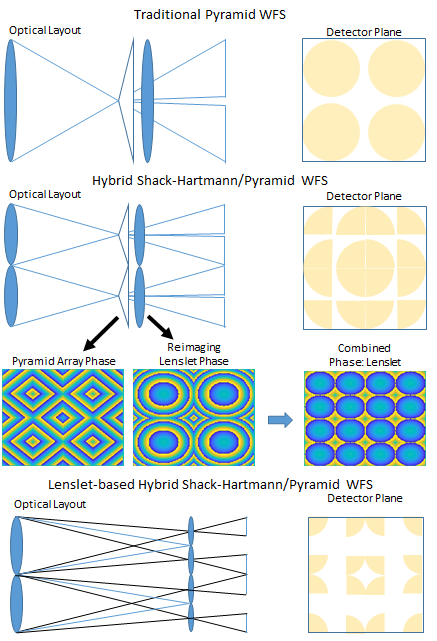 Traditional Pyramid WFS
Optical Layout
Detector Plane
Hybrid Shack-Hartmann/Pyramid WFS
Optical Layout
Detector Plane
Pyramid Array Phase
Reimaging
Lenslet Phase
Combined
Phase: Lenslet
Lenslet-based Hybrid Shack-Hartmann/Pyramid WFS
Optical Layout
Detector Plane